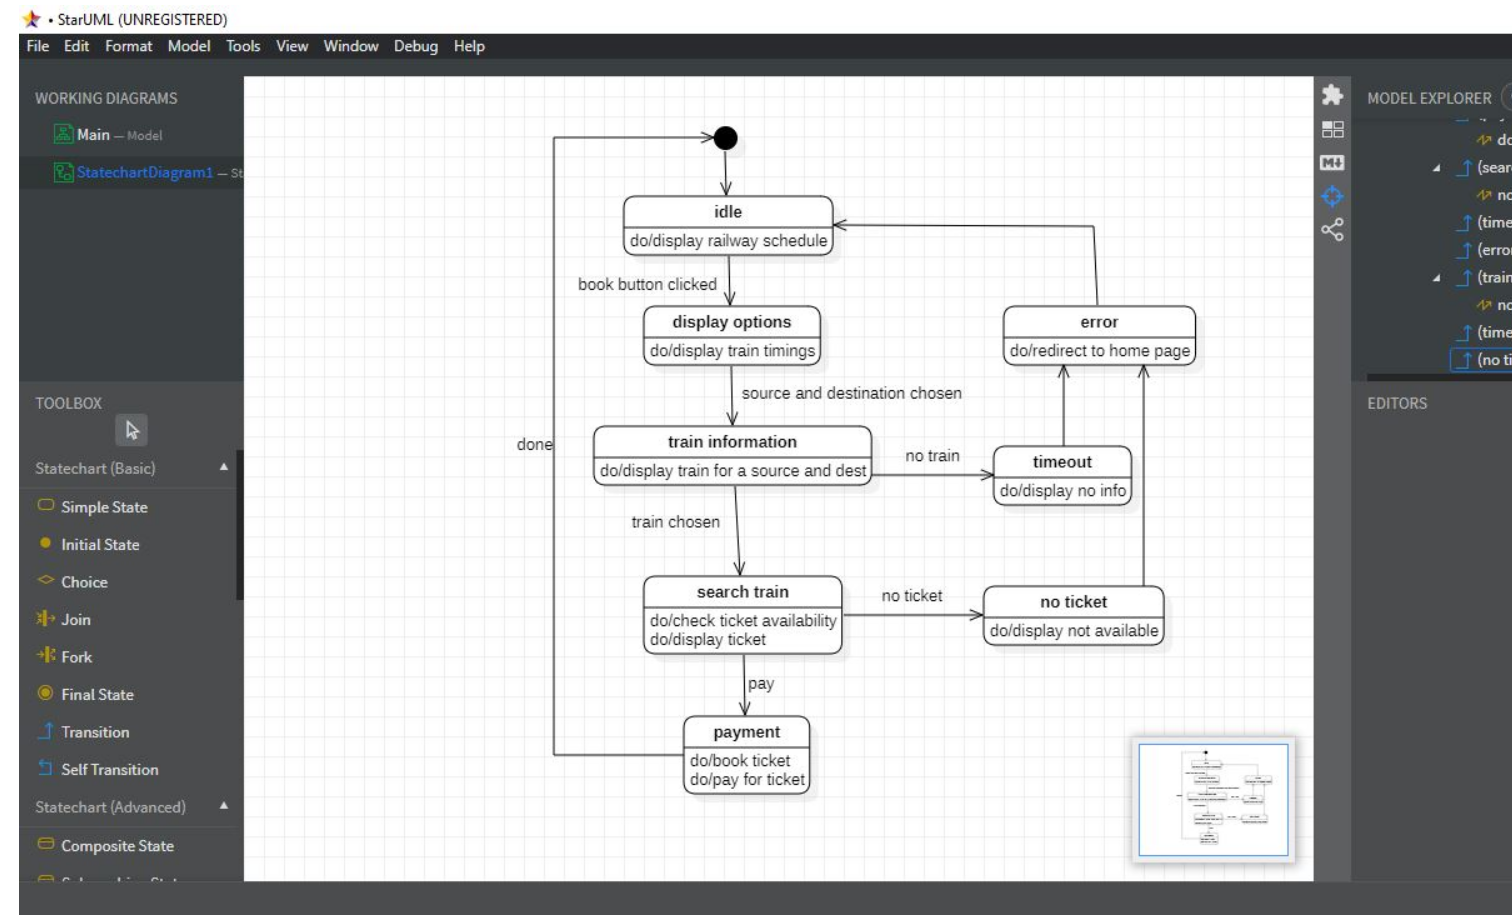 • StarUML (UNREGISTERED)
File Edit Format Model Tools View Window Debug Help
WORKING DIAGRAMS
Main — Model
StatechartDiagram1 — St
TOOLBOX
Statechart (Basic)
Simple State
Initial State
Choice
Join
Fork
Final State
Transition
Self Transition
Statechart (Advanced)
Composite State
idle
do/display railway schedule
book button clicked
display options
do/display train timings
source and destination chosen
error
do/redirect to home page
done
train information
do/display train for a source and dest
no train
timeout
do/display no info
train chosen
search train
do/check ticket availability
do/display ticket
no ticket
no ticket
do/display not available
pay
payment
do/book ticket
do/pay for ticket
M
MODEL EXPLORER
do
(sear
no
(time
(erro
(train
no
(time
(no ti
EDITORS